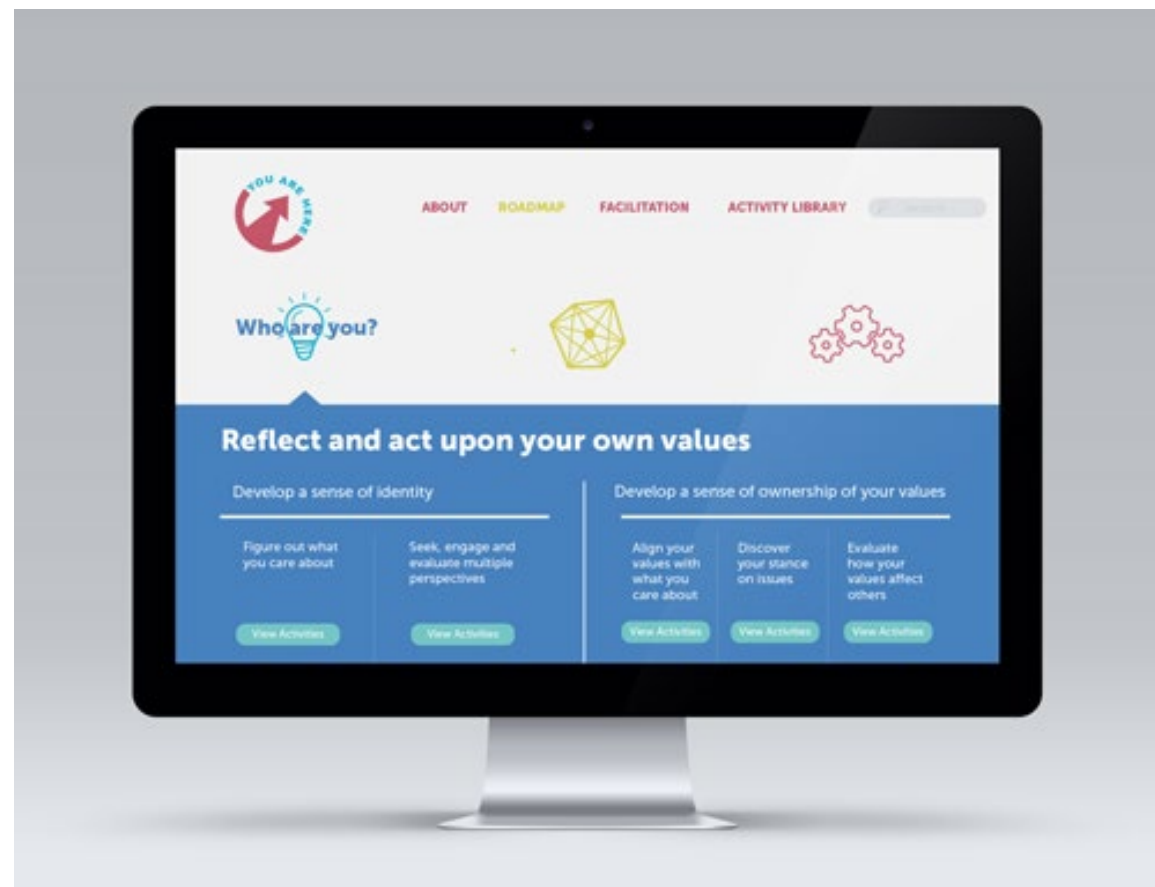 YOU ARE HERE
ABOUT ROADMAP FACILITATION ACTIVITY LIBRARY
Who are you?
Reflect and act upon your own values
Develop a sense of identity
Figure out what
you care about
View Activities
Seek, engage and
evaluate multiple
perspectives
View Activities
Develop a sense of ownership of your values
Align your
values with
what you
care about
View Activities
Discover
your stance
on issues
View Activities
Evaluate
how your
values affect
others
View Activities